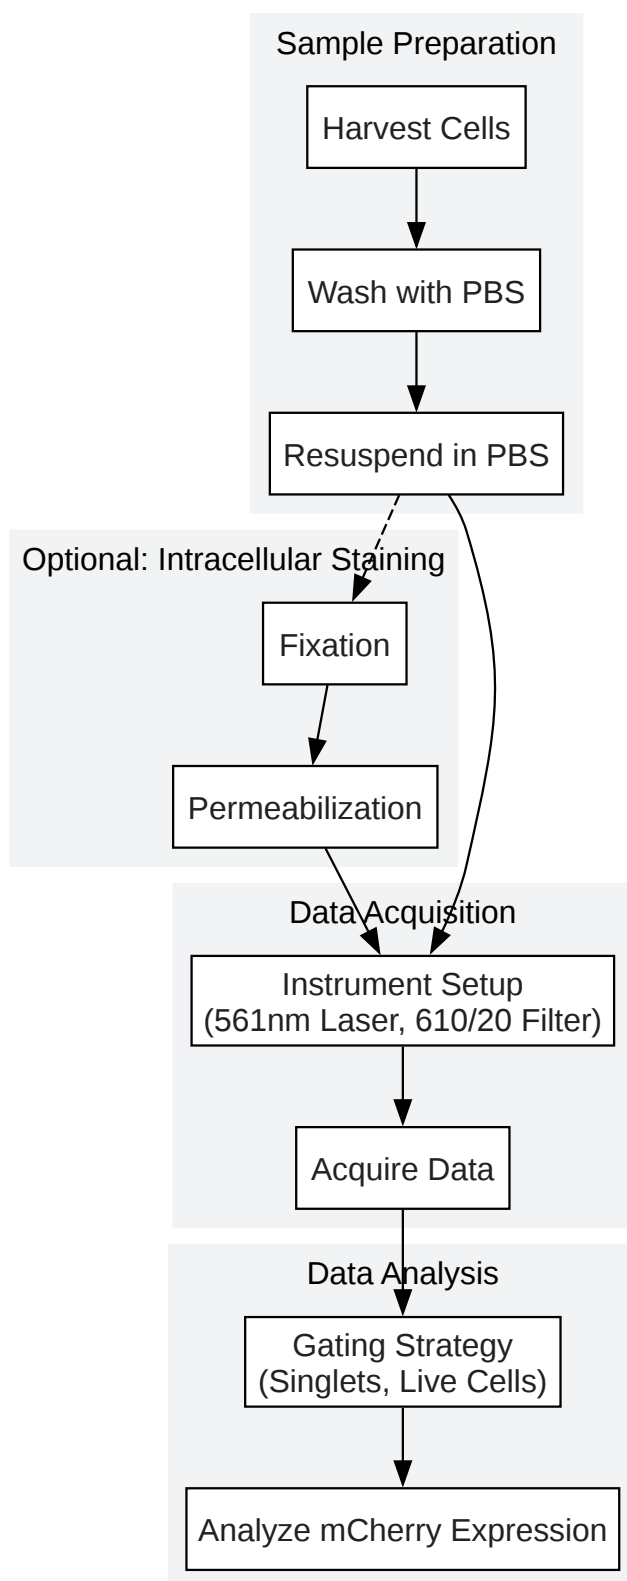 Sample Preparation
Harvest Cells
Wash with PBS
Resuspend in PBS
Optional: Intracellular Staining
Fixation
Permeabilization
Data Acquisition
Instrument Setup
(561nm Laser, 610/20 Filter)
Acquire Data
Data Analysis
Gating Strategy
(Singlets, Live Cells)
Analyze mCherry Expression